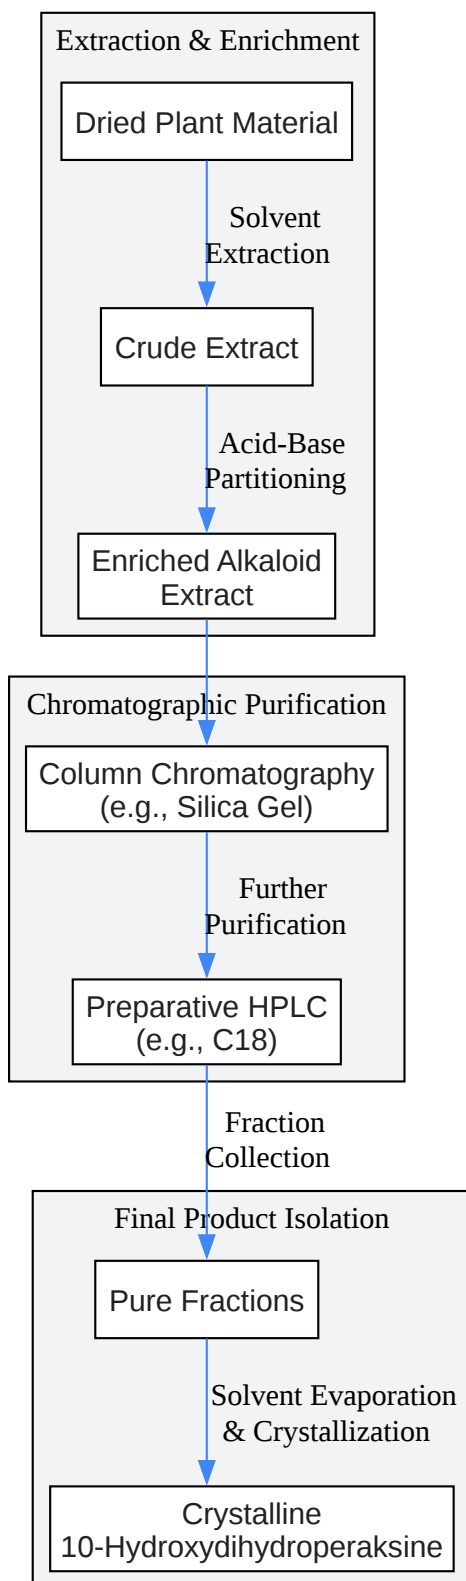 Extraction & Enrichment
Dried Plant Material
Solvent
Extraction
Crude Extract
Acid-Base
Partitioning
Enriched Alkaloid
Extract
Chromatographic Purification
Column Chromatography
(e.g., Silica Gel)
Further
Purification
Preparative HPLC
(e.g., C18)
Fraction
Collection
Final Product Isolation
Pure Fractions
Solvent Evaporation
& Crystallization
Crystalline
10-Hydroxydihydroperaksine